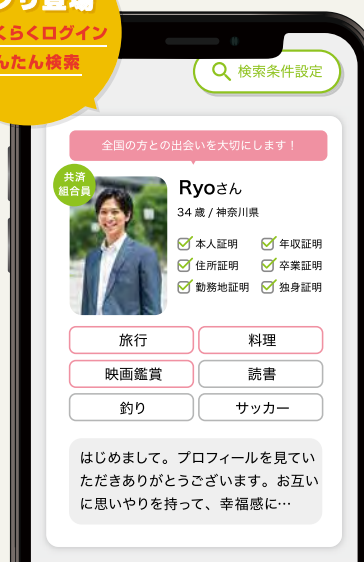 プリ登場
くらくログイン
んたん検索
検索条件設定
全国の方との出会いを大切にします！
共済
組合員
Ryoさん
34歳 / 神奈川県
本人証明 年収証明
住所証明 卒業証明
勤務地証明 独身証明
旅行 料理
映画鑑賞 読書
釣り サッカー
はじめまして。プロフィールを見てい
ただきありがとうございます。お互い
に思いやりを持って、幸福感に…